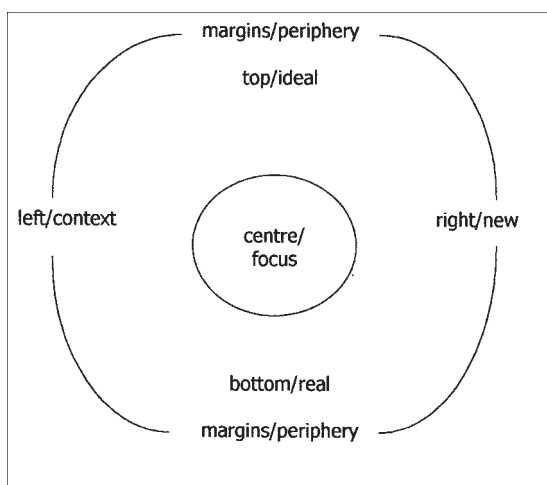 margins/periphery
top/ideal
left/context
right/new
centre/
focus
bottom/real
margins/periphery